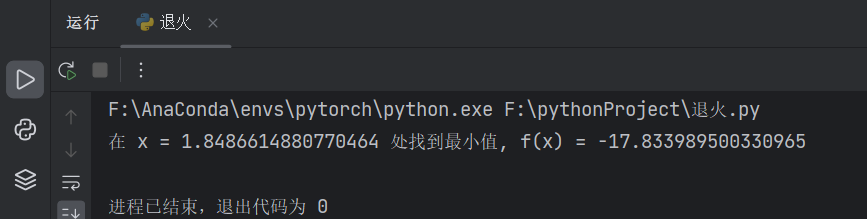 运行
退火
F:\AnaConda\envs\pytorch\python.exe F:\pythonProject\退火.py
在 x = 1.8486614880770464 处找到最小值, f(x) = -17.833989500330965
进程已结束，退出代码为 0